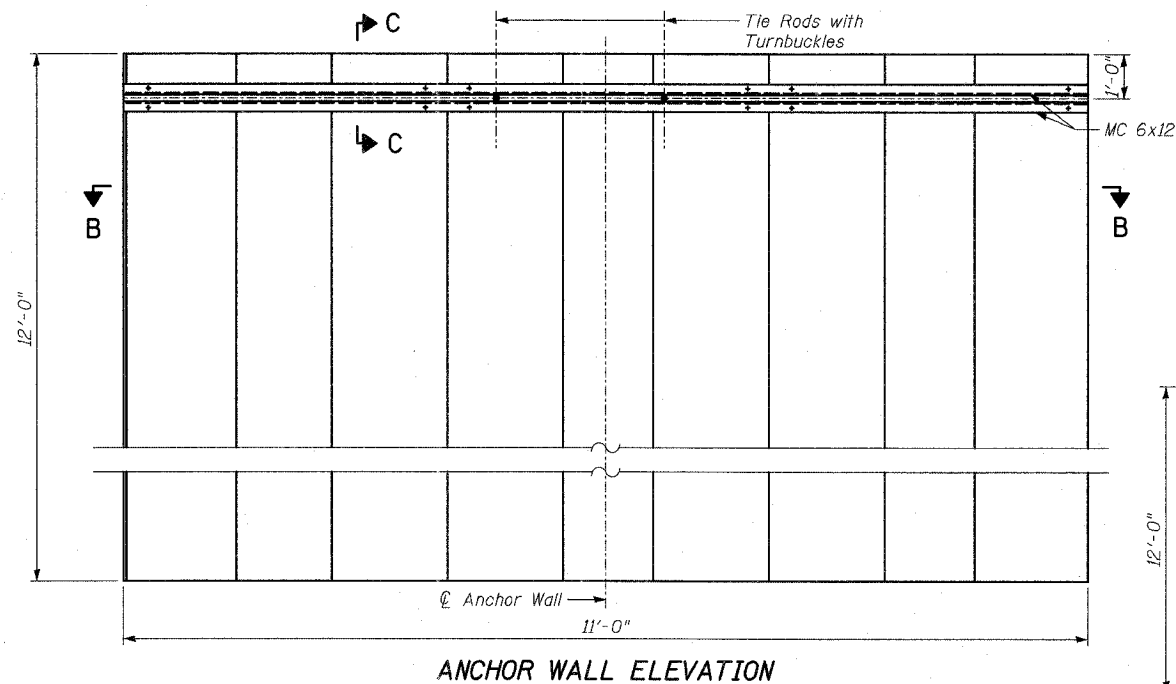 C
Tie Rods with
Turnbuckles
1'-0"
MC 6x12
C
B
B
12'-0"
12'-0"
℄ Anchor Wall
11'-0"
ANCHOR WALL ELEVATION